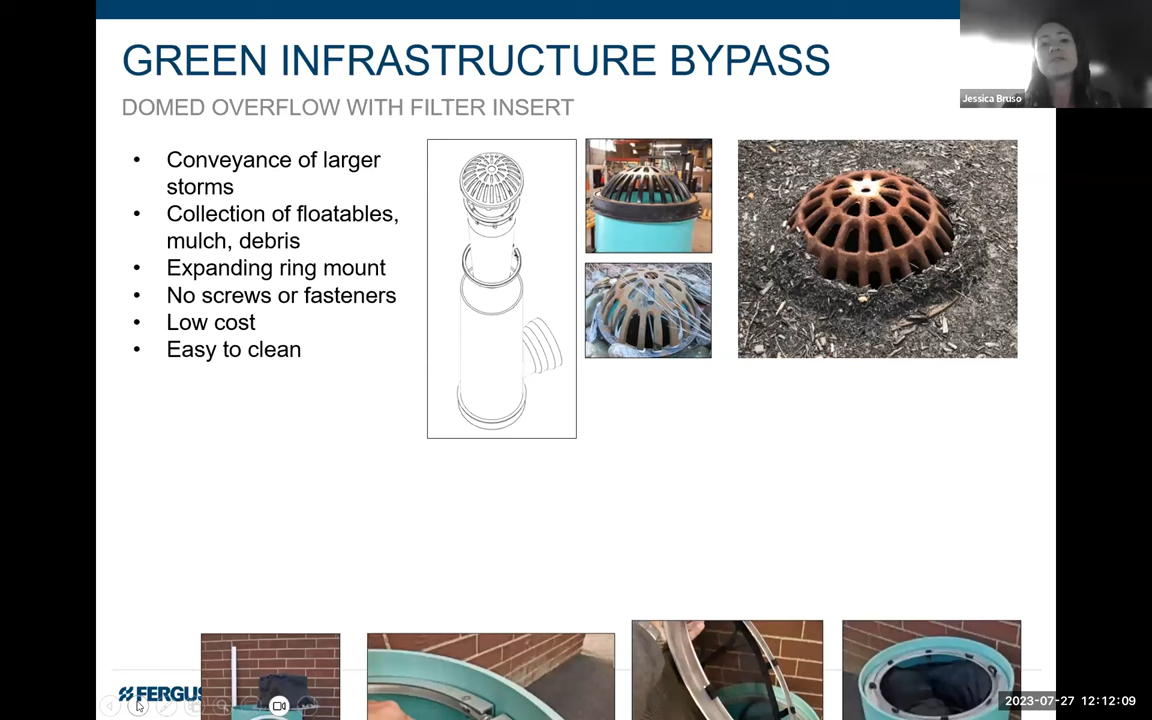 GREEN INFRASTRUCTURE BYPASS
Jessica Bruso
DOMED OVERFLOW WITH FILTER INSERT
• Conveyance of larger
storms
• Collection of floatables,
mulch, debris
• Expanding ring mount
• No screws or fasteners
• Low cost
• Easy to clean
FERGUS
2023-07-27 12:12:09